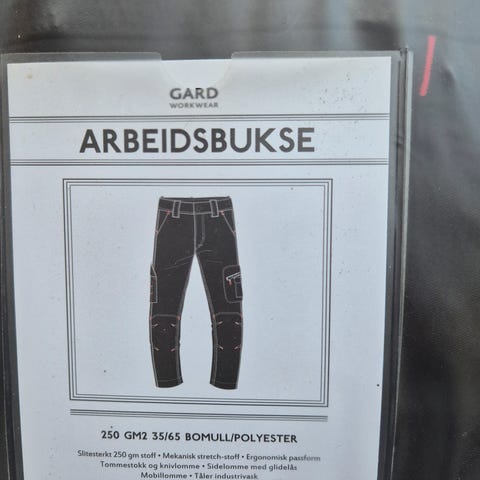 GARD
WORKWEAR
ARBEIDSBUKSE
250 GM2 35/65 BOMULL/POLYESTER
Slitesterkt 250 gm stoff • Mekanisk stretch-stoff • Ergonomisk passform
Tommestokk og knivlomme • Sidelomme med glidelås
Mobillomme • Tåler industrivask